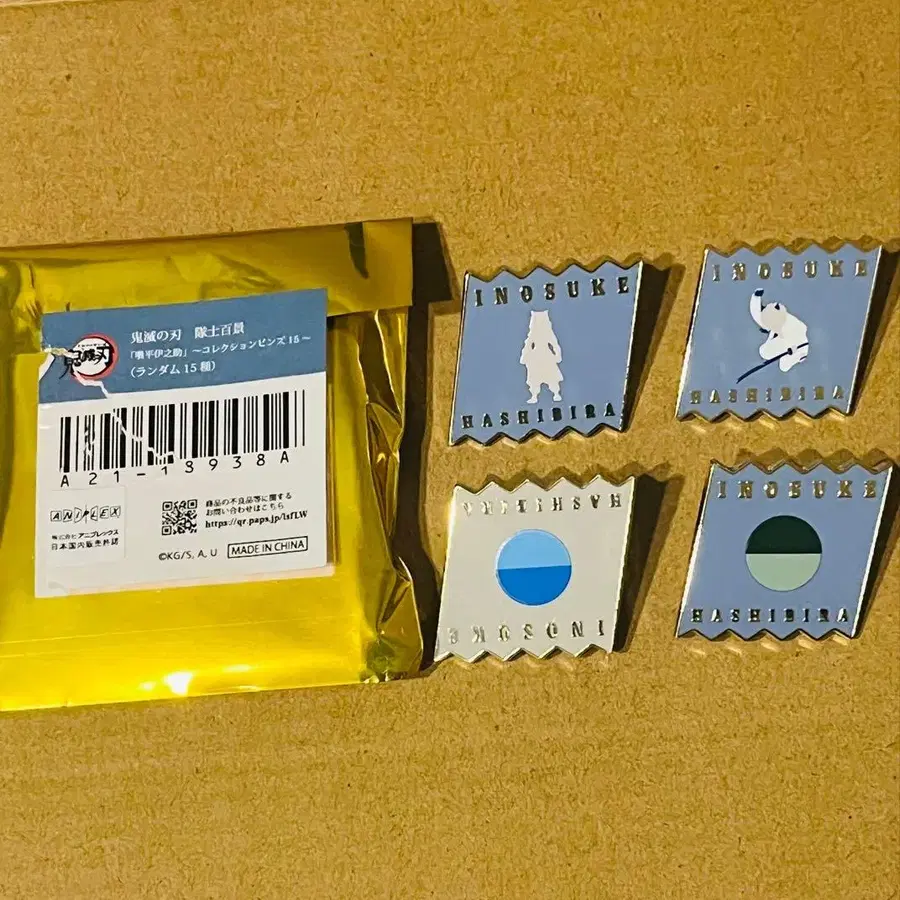 鬼滅の刃
鬼滅の刃 隊士百景
「嘴平伊之助」～コレクションピンズ15～
(ランダム15種)
A21-18938A
ANIPLEX
株式会社アニプレックス
日本国内販売許諾
商品の不良品等に関する
お問い合わせはこちら
https://qr.paps.jp/isfLW
©KG/S, A, U
MADE IN CHINA
INOSUKE
HASHIBIRA
INOSUKE
HASHIBIRA
INOSUKE
HASHIBIRA
INOSUKE
HASHIBIRA